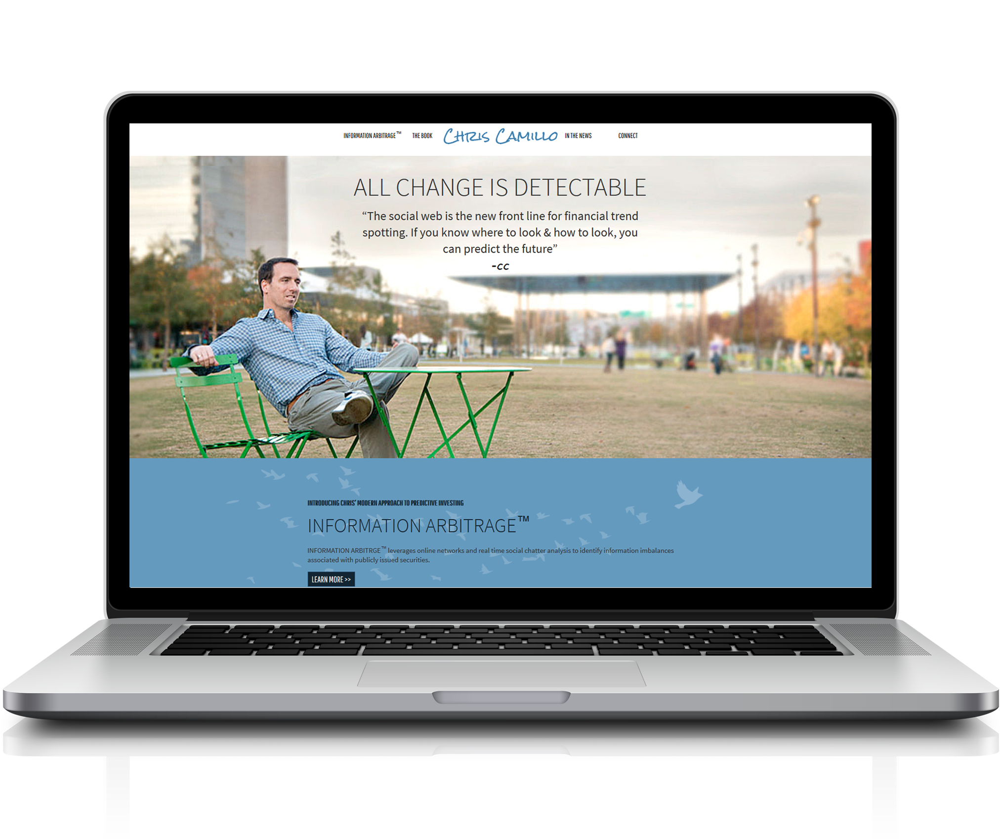 INFORMATION ARBITRAGE™ THE BOOK Chris Camillo IN THE NEWS CONNECT
ALL CHANGE IS DETECTABLE
“The social web is the new front line for financial trend
spotting. If you know where to look & how to look, you
can predict the future”
-cc
INTRODUCING CHRIS’ MODERN APPROACH TO PREDICTIVE INVESTING
INFORMATION ARBITRAGE™
INFORMATION ARBITRGE™ leverages online networks and real time social chatter analysis to identify information imbalances
associated with publicly issued securities.
LEARN MORE >>